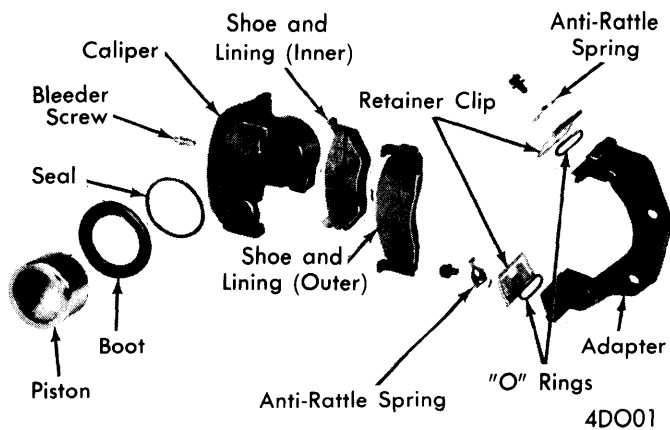 Shoe and
Lining (Inner)
Anti-Rattle
Spring
Caliper
Retainer Clip
Bleeder
Screw
Seal
Shoe and
Lining (Outer)
Boot
Piston
Anti-Rattle Spring
"O" Rings
Adapter
4DO01